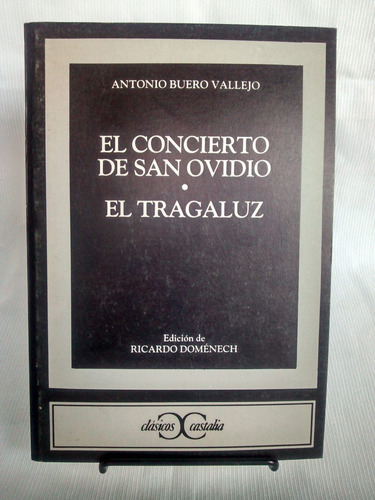 ANTONIO BUERO VALLEJO
EL CONCIERTO
DE SAN OVIDIO
•
EL TRAGALUZ
Edición de
RICARDO DOMÉNECH
clásicos castalia